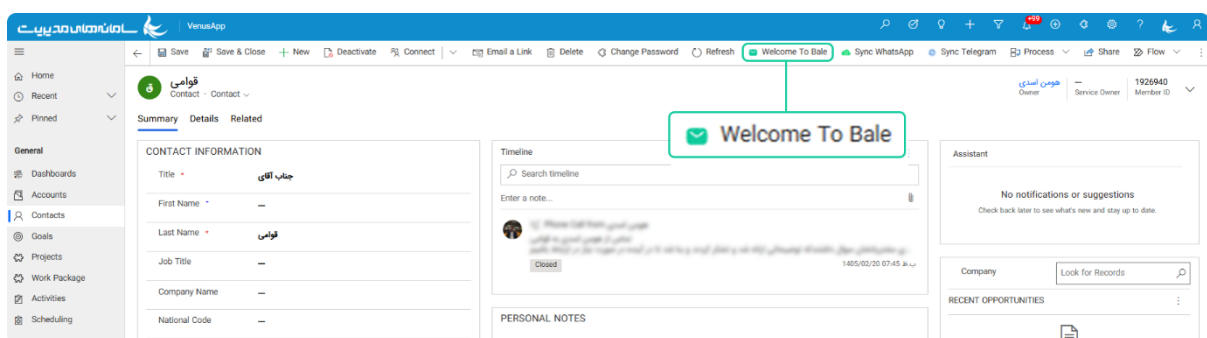 سامانه‌های مدیریت
VenusApp
+99
Save
Save & Close
New
Deactivate
Connect
Email a Link
Delete
Change Password
Refresh
Welcome To Bale
Sync WhatsApp
Sync Telegram
Process
Share
Flow
Home
Recent
Pinned
General
Dashboards
Accounts
Contacts
Goals
Projects
Work Package
Activities
Scheduling
ق
قوامی
Contact · Contact
هومن اسدی
Owner
---
Service Owner
1926940
Member ID
Summary Details Related
Welcome To Bale
CONTACT INFORMATION
Title * جناب آقای
First Name * ---
Last Name * قوامی
Job Title ---
Company Name ---
National Code ---
Timeline
Search timeline
Enter a note...
Closed
1405/02/20 07:45 ب.ظ
PERSONAL NOTES
Assistant
No notifications or suggestions
Check back later to see what's new and stay up to date.
Company
Look for Records
RECENT OPPORTUNITIES